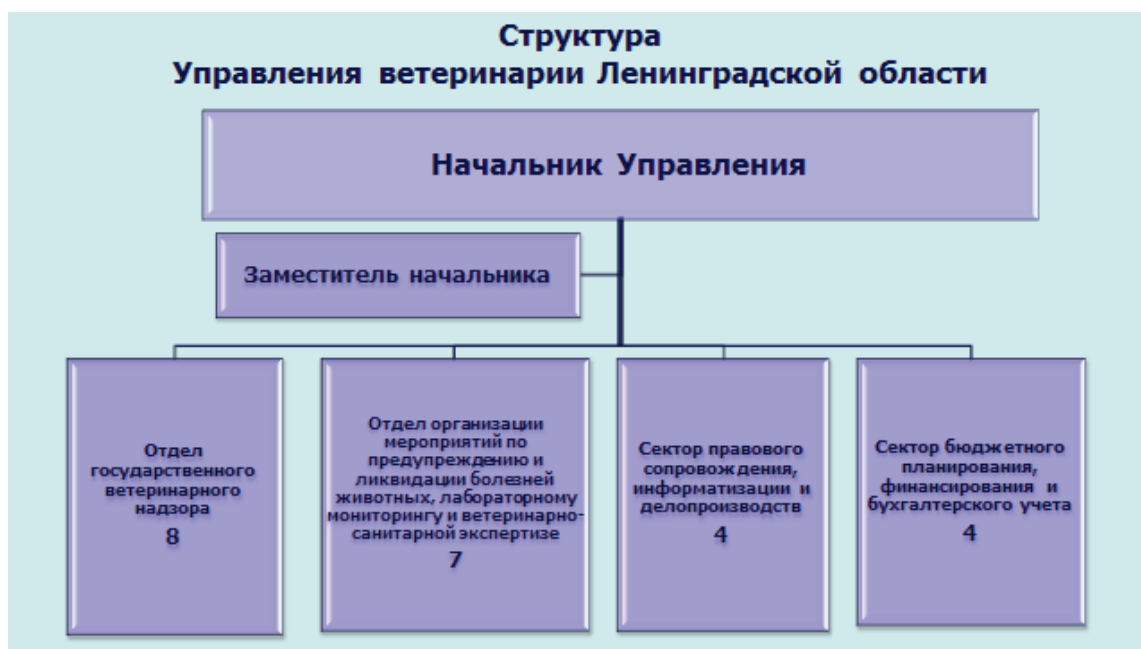 Структура
Управления ветеринарии Ленинградской области
Начальник Управления
Заместитель начальника
Отдел
государственного
ветеринарного
надзора
8
Отдел организации
мероприятий по
предупреждению и
ликвидации болезней
животных, лабораторному
мониторингу и ветеринарно-
санитарной экспертизе
7
Сектор правового
сопровождения,
информатизации и
делопроизводств
4
Сектор бюджетного
планирования,
финансирования и
бухгалтерского учета
4